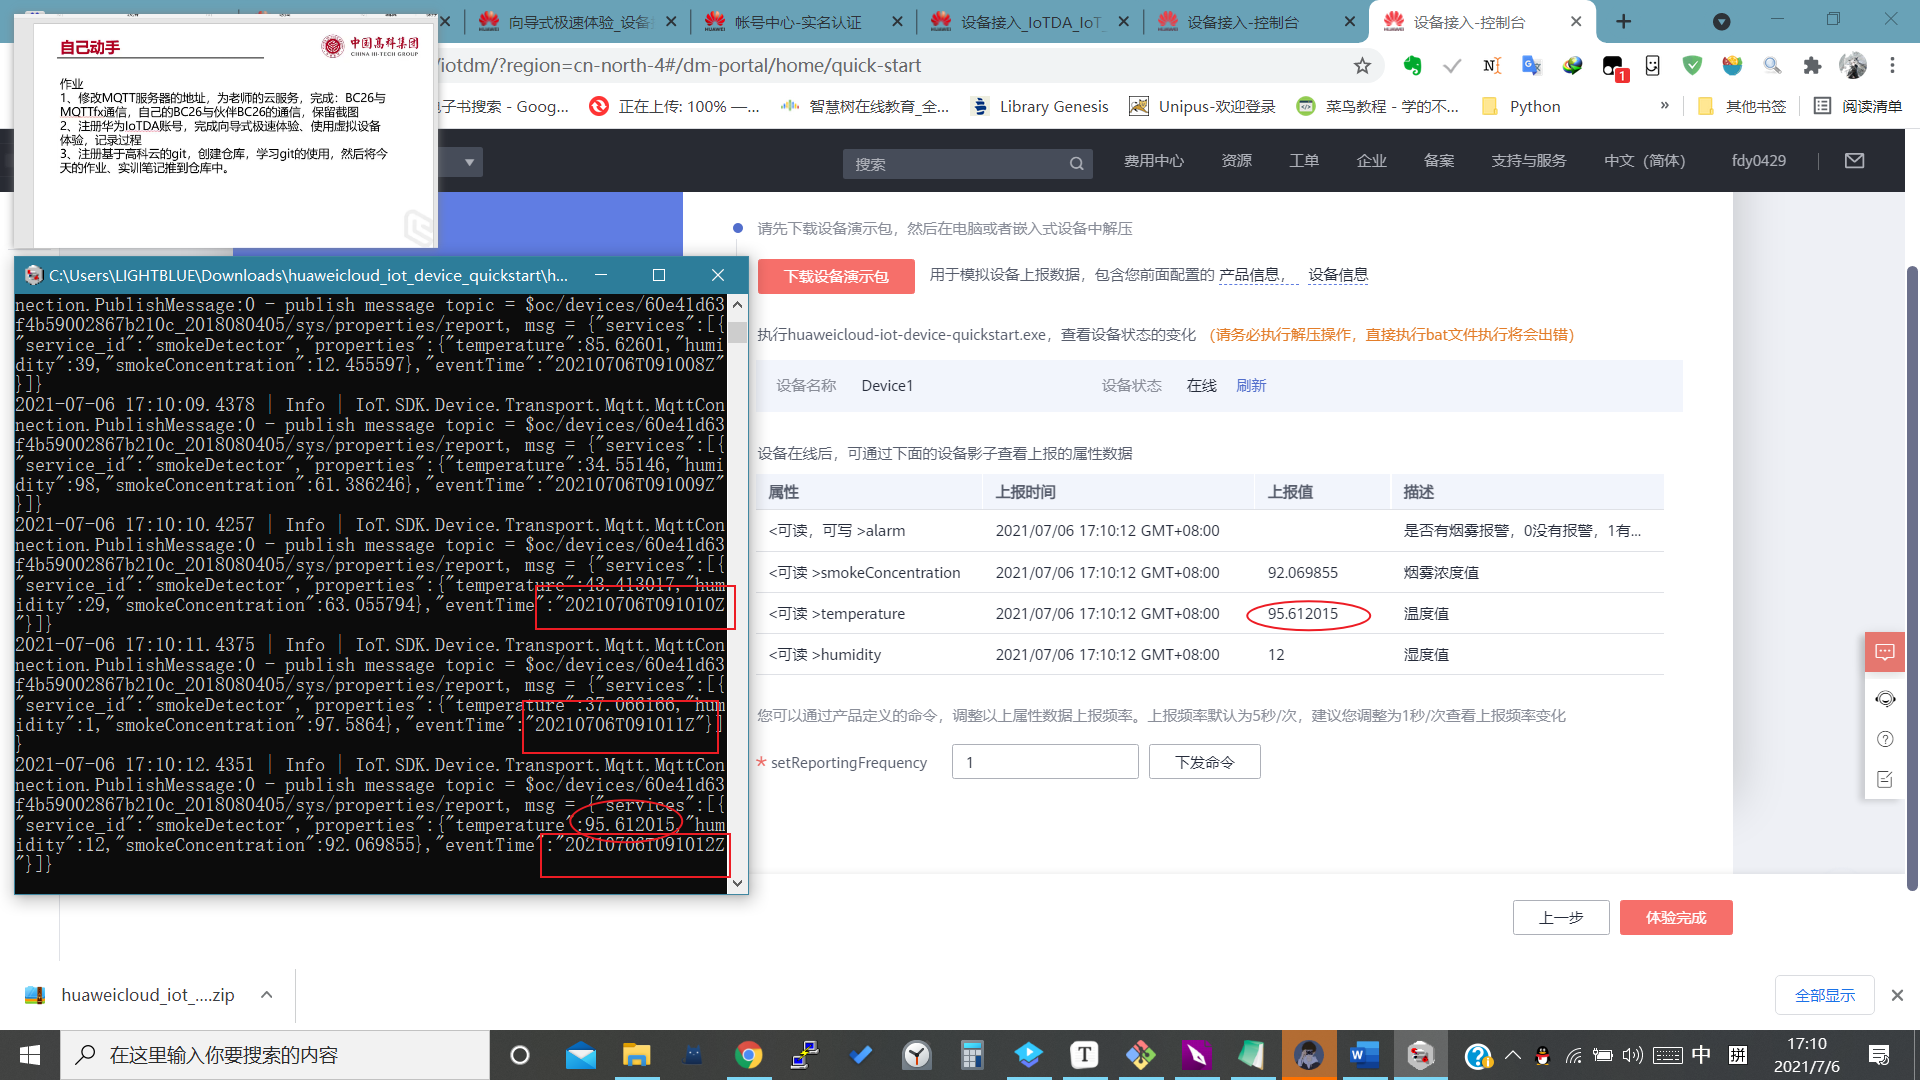 向导式极速体验_设备
帐号中心-实名认证
设备接入_IoTDA_IoT
设备接入-控制台
设备接入-控制台
/iotdm/?region=cn-north-4#/dm-portal/home/quick-start
1
子书搜索 - Goog...
正在上传: 100% —...
智慧树在线教育_全...
Library Genesis
Unipus-欢迎登录
菜鸟教程 - 学的不...
Python
»
其他书签
阅读清单
自己动手
中国高科集团
CHINA HI-TECH GROUP
作业
1、修改MQTT服务器的地址，为老师的云服务，完成：BC26与
MQTTfx通信，自己的BC26与伙伴BC26的通信，保留截图
2、注册华为IoTDA账号，完成向导式极速体验、使用虚拟设备
体验，记录过程
3、注册基于高科云的git，创建仓库，学习git的使用，然后将今
天的作业、实训笔记推到仓库中。
搜索
费用中心
资源
工单
企业
备案
支持与服务
中文（简体）
fdy0429
请先下载设备演示包，然后在电脑或者嵌入式设备中解压
下载设备演示包
用于模拟设备上报数据，包含您前面配置的 产品信息， 设备信息
执行huaweicloud-iot-device-quickstart.exe，查看设备状态的变化 （请务必执行解压操作，直接执行bat文件执行将会出错）
设备名称 Device1 设备状态 在线 刷新
设备在线后，可通过下面的设备影子查看上报的属性数据
属性 上报时间 上报值 描述
<可读，可写 >alarm 2021/07/06 17:10:12 GMT+08:00 是否有烟雾报警，0没有报警，1有...
<可读 >smokeConcentration 2021/07/06 17:10:12 GMT+08:00 92.069855 烟雾浓度值
<可读 >temperature 2021/07/06 17:10:12 GMT+08:00 95.612015 温度值
<可读 >humidity 2021/07/06 17:10:12 GMT+08:00 12 湿度值
您可以通过产品定义的命令，调整以上属性数据上报频率。上报频率默认为5秒/次，建议您调整为1秒/次查看上报频率变化
* setReportingFrequency 1 下发命令
上一步
体验完成
C:\Users\LIGHTBLUE\Downloads\huaweicloud_iot_device_quickstart\h...
nection.PublishMessage:0 - publish message topic = $oc/devices/60e41d63
f4b59002867b210c_2018080405/sys/properties/report, msg = {"services":[{
"service_id":"smokeDetector","properties":{"temperature":85.62601,"humi
dity":39,"smokeConcentration":12.455597},"eventTime":"20210706T091008Z"
}]}
2021-07-06 17:10:09.4378 | Info | IoT.SDK.Device.Transport.Mqtt.MqttCon
nection.PublishMessage:0 - publish message topic = $oc/devices/60e41d63
f4b59002867b210c_2018080405/sys/properties/report, msg = {"services":[{
"service_id":"smokeDetector","properties":{"temperature":34.55146,"humi
dity":98,"smokeConcentration":61.386246},"eventTime":"20210706T091009Z"
}]}
2021-07-06 17:10:10.4257 | Info | IoT.SDK.Device.Transport.Mqtt.MqttCon
nection.PublishMessage:0 - publish message topic = $oc/devices/60e41d63
f4b59002867b210c_2018080405/sys/properties/report, msg = {"services":[{
"service_id":"smokeDetector","properties":{"temperature":43.413017,"hum
idity":29,"smokeConcentration":63.055794},"eventTime":"20210706T091010Z
"}]}
2021-07-06 17:10:11.4375 | Info | IoT.SDK.Device.Transport.Mqtt.MqttCon
nection.PublishMessage:0 - publish message topic = $oc/devices/60e41d63
f4b59002867b210c_2018080405/sys/properties/report, msg = {"services":[{
"service_id":"smokeDetector","properties":{"temperature":37.066166,"hum
idity":1,"smokeConcentration":97.5864},"eventTime":"20210706T091011Z"}]
}
2021-07-06 17:10:12.4351 | Info | IoT.SDK.Device.Transport.Mqtt.MqttCon
nection.PublishMessage:0 - publish message topic = $oc/devices/60e41d63
f4b59002867b210c_2018080405/sys/properties/report, msg = {"services":[{
"service_id":"smokeDetector","properties":{"temperature":95.612015,"hum
idity":12,"smokeConcentration":92.069855},"eventTime":"20210706T091012Z
"}]}
huaweicloud_iot_....zip
全部显示
在这里输入你要搜索的内容
中
拼
17:10
2021/7/6